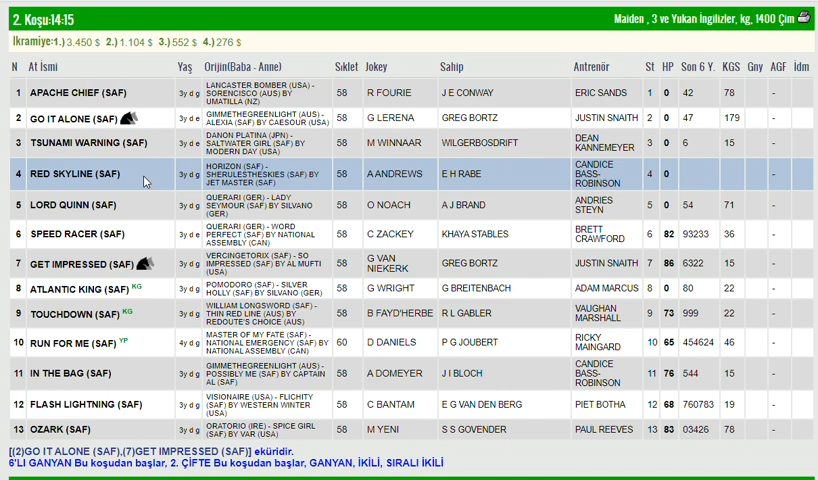 2. Koşu:14:15
Maiden , 3 ve Yukarı İngilizler, kg, 1400 Çim
İkramiye:1.) 3.450 $ 2.) 1.104 $ 3.) 552 $ 4.) 276 $
N At İsmi Yaş Orijin(Baba - Anne) Sıklet Jokey Sahip Antrenör St HP Son 6 Y. KGS Gny AGF İdm
1 APACHE CHIEF (SAF) 3y d g LANCASTER BOMBER (USA) - SORENCISCO (AUS) BY UMATILLA (NZ) 58 R FOURIE J E CONWAY ERIC SANDS 1 0 42 78 -
2 GO IT ALONE (SAF) 3y d e GIMMETHEGREENLIGHT (AUS) - ALEXIA (SAF) BY CAESOUR (USA) 58 G LERENA GREG BORTZ JUSTIN SNAITH 2 0 47 179 -
3 TSUNAMI WARNING (SAF) 3y d e DANON PLATINA (JPN) - SALTWATER GIRL (SAF) BY MODERN DAY (USA) 58 M WINNAAR WILGERBOSDRIFT DEAN KANNEMEYER 3 0 6 15 -
4 RED SKYLINE (SAF) 3y d g HORIZON (SAF) - SHERULESTHESKIES (SAF) BY JET MASTER (SAF) 58 A ANDREWS E H RABE CANDICE BASS-ROBINSON 4 0 -
5 LORD QUINN (SAF) 3y d g QUERARI (GER) - LADY SEYMOUR (SAF) BY SILVANO (GER) 58 O NOACH A J BRAND ANDRIES STEYN 5 0 54 71 -
6 SPEED RACER (SAF) 3y d e QUERARI (GER) - WORD PERFECT (SAF) BY NATIONAL ASSEMBLY (CAN) 58 C ZACKEY KHAYA STABLES BRETT CRAWFORD 6 82 93233 36 -
7 GET IMPRESSED (SAF) 3y d g VERCINGETORIX (SAF) - SO IMPRESSED (SAF) BY AL MUFTI (USA) 58 G VAN NIEKERK GREG BORTZ JUSTIN SNAITH 7 86 6322 15 -
8 ATLANTIC KING (SAF) KG 3y d g POMODORO (SAF) - SILVER HOLLY (SAF) BY SILVANO (GER) 58 G WRIGHT G BREITENBACH ADAM MARCUS 8 0 80 22 -
9 TOUCHDOWN (SAF) KG 3y d g WILLIAM LONGSWORD (SAF) - THIN RED LINE (AUS) BY REDOUTE'S CHOICE (AUS) 58 B FAYD'HERBE R L GABLER VAUGHAN MARSHALL 9 73 999 22 -
10 RUN FOR ME (SAF) YP 4y d g MASTER OF MY FATE (SAF) - NATIONAL EMERGENCY (SAF) BY NATIONAL ASSEMBLY (CAN) 60 D DANIELS P G JOUBERT RICKY MAINGARD 10 65 454624 46 -
11 IN THE BAG (SAF) 3y d g GIMMETHEGREENLIGHT (AUS) - POSSIBLY ME (SAF) BY CAPTAIN AL (SAF) 58 A DOMEYER J I BLOCH CANDICE BASS-ROBINSON 11 76 544 15 -
12 FLASH LIGHTNING (SAF) 3y d g VISIONAIRE (USA) - FLICHITY (SAF) BY WESTERN WINTER (USA) 58 C BANTAM E G VAN DEN BERG PIET BOTHA 12 68 760783 19 -
13 OZARK (SAF) 3y d g ORATORIO (IRE) - SPICE GIRL (SAF) BY VAR (USA) 58 M YENI S S GOVENDER PAUL REEVES 13 83 03426 78 -
[(2)GO IT ALONE (SAF),(7)GET IMPRESSED (SAF)] eküridir.
6'LI GANYAN Bu koşudan başlar, 2. ÇİFTE Bu koşudan başlar, GANYAN, İKİLİ, SIRALI İKİLİ